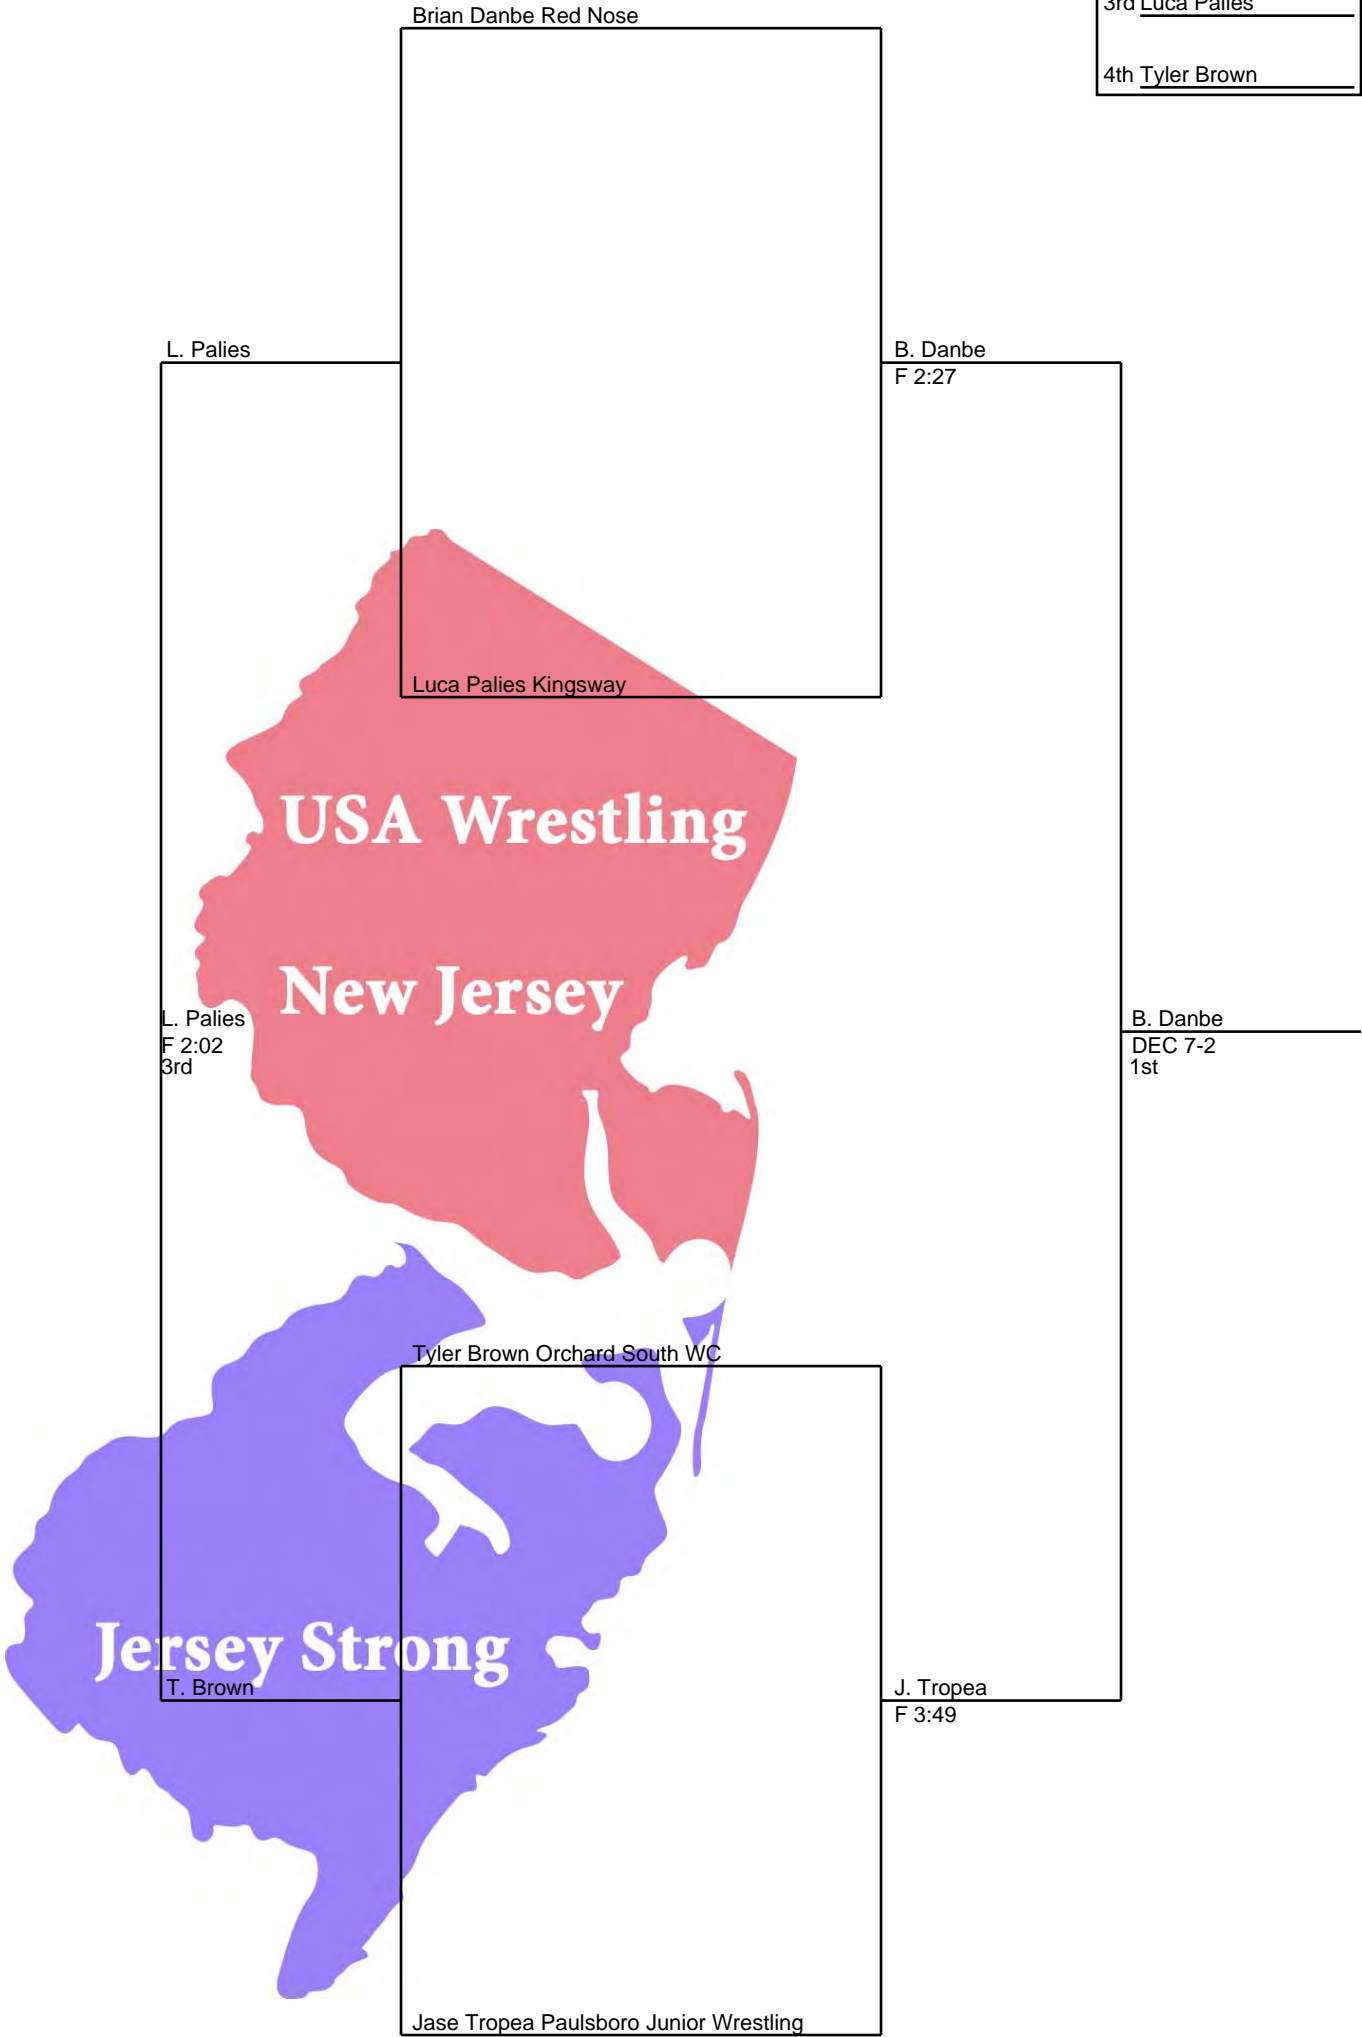 3rd Luca Palies
Brian Danbe Red Nose
4th Tyler Brown
L. Palies
B. Danbe
F 2:27
Luca Palies Kingsway
USA Wrestling
New Jersey
L. Palies
F 2:02
3rd
B. Danbe
DEC 7-2
1st
Tyler Brown Orchard South WC
Jersey Strong
T. Brown
J. Tropea
F 3:49
Jase Tropea Paulsboro Junior Wrestling